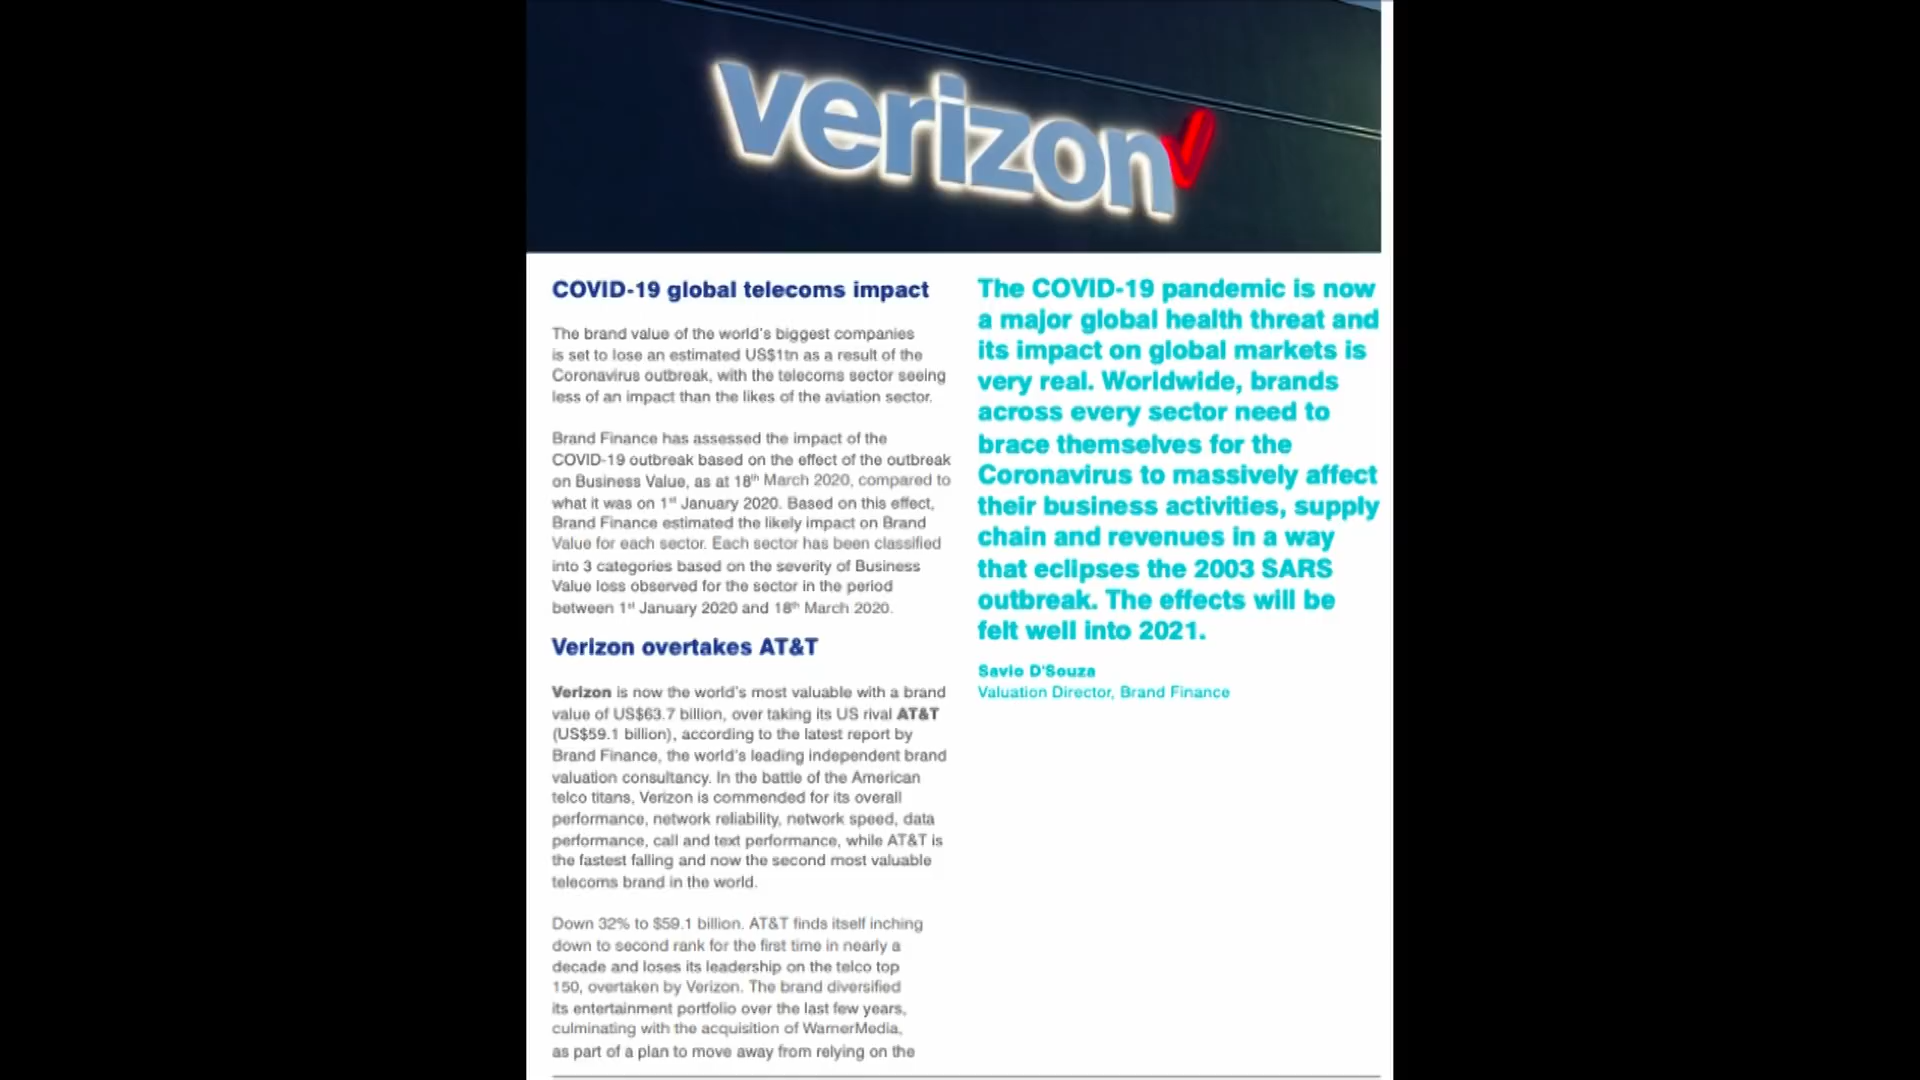 verizon
COVID-19 global telecoms impact
The brand value of the world's biggest companies
is set to lose an estimated US$1tn as a result of the
Coronavirus outbreak, with the telecoms sector seeing
less of an impact than the likes of the aviation sector.
Brand Finance has assessed the impact of the
COVID-19 outbreak based on the effect of the outbreak
on Business Value, as at 18th March 2020, compared to
what it was on 1st January 2020. Based on this effect,
Brand Finance estimated the likely impact on Brand
Value for each sector. Each sector has been classified
into 3 categories based on the severity of Business
Value loss observed for the sector in the period
between 1st January 2020 and 18th March 2020.
Verizon overtakes AT&T
Verizon is now the world's most valuable with a brand
value of US$63.7 billion, over taking its US rival AT&T
(US$59.1 billion), according to the latest report by
Brand Finance, the world's leading independent brand
valuation consultancy. In the battle of the American
telco titans, Verizon is commended for its overall
performance, network reliability, network speed, data
performance, call and text performance, while AT&T is
the fastest falling and now the second most valuable
telecoms brand in the world.
Down 32% to $59.1 billion. AT&T finds itself inching
down to second rank for the first time in nearly a
decade and loses its leadership on the telco top
150, overtaken by Verizon. The brand diversified
its entertainment portfolio over the last few years,
culminating with the acquisition of WarnerMedia,
as part of a plan to move away from relying on the
The COVID-19 pandemic is now
a major global health threat and
its impact on global markets is
very real. Worldwide, brands
across every sector need to
brace themselves for the
Coronavirus to massively affect
their business activities, supply
chain and revenues in a way
that eclipses the 2003 SARS
outbreak. The effects will be
felt well into 2021.
Savio D'Souza
Valuation Director, Brand Finance